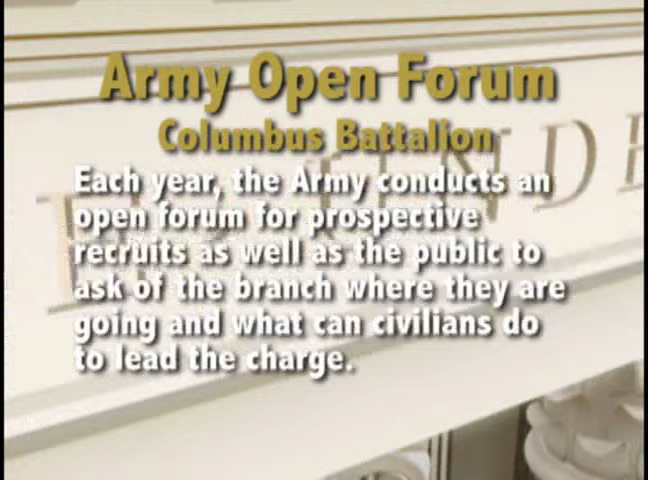 Army Open Forum
Columbus Battalion
Each year, the Army conducts an
open forum for prospective
recruits as well as the public to
ask of the branch where they are
going and what can civilians do
to lead the charge.